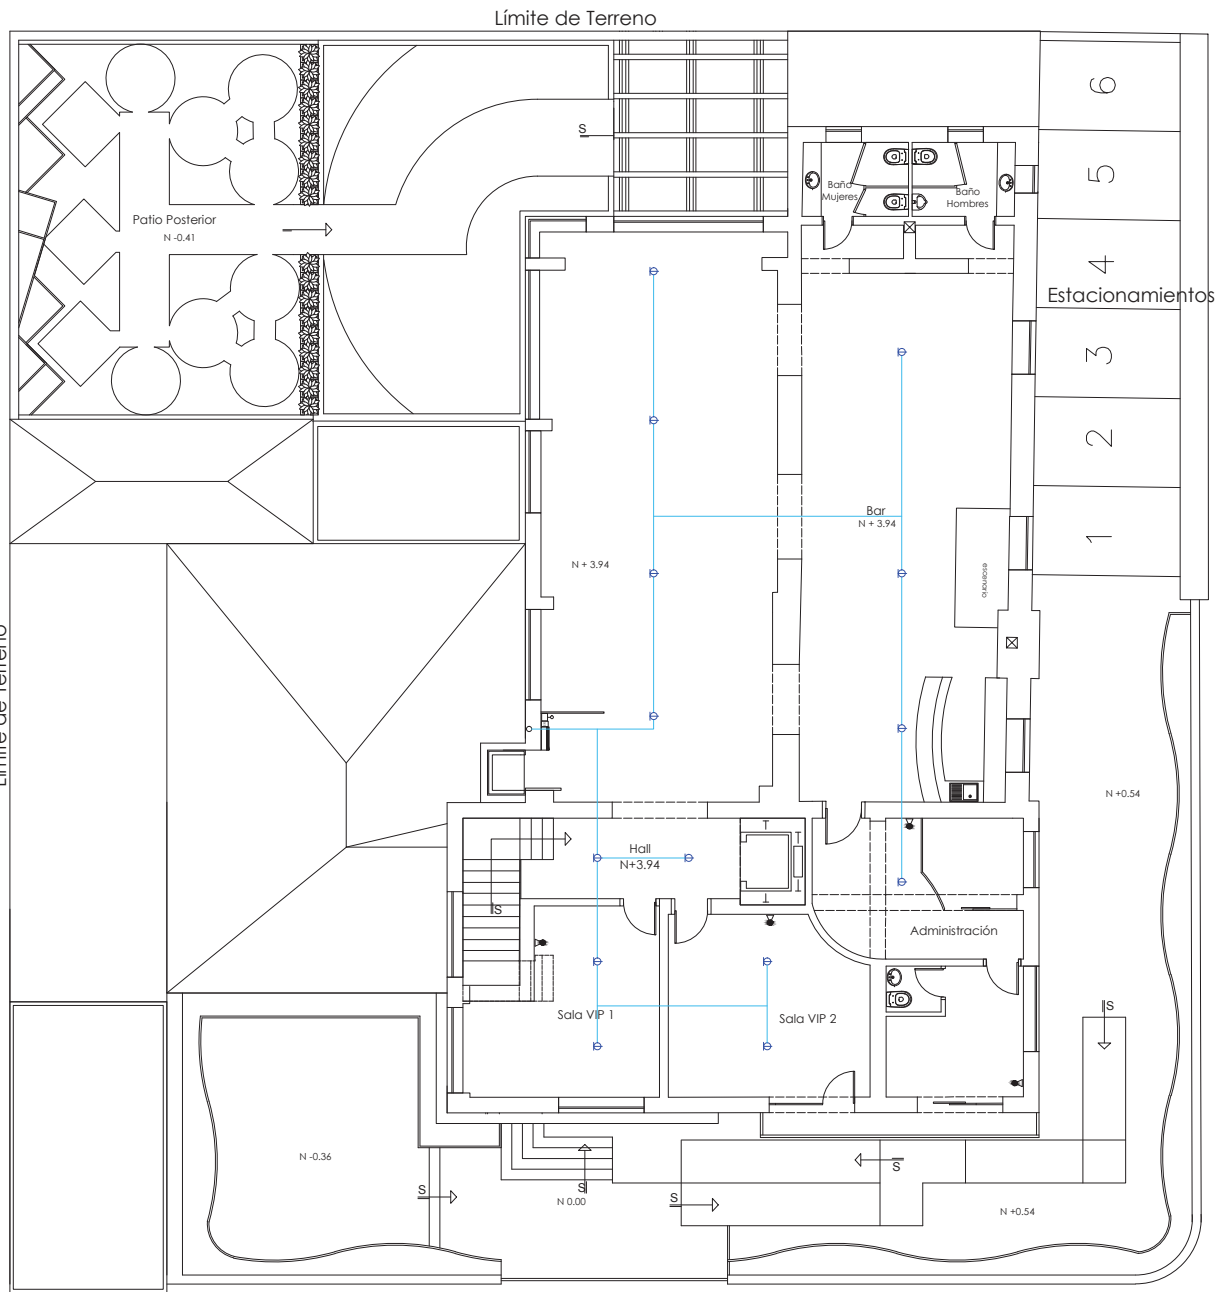 Límite de Terreno
6
S
Baño
Mujeres
Baño
Hombres
5
Patio Posterior
N -0.41
4
Estacionamientos
3
2
Bar
N + 3.94
1
N + 3.94
escenario
Límite de Terreno
N +0.54
Hall
N+3.94
S
Administración
Sala VIP 1
Sala VIP 2
S
N -0.36
S
S
S
N 0.00
S
N +0.54